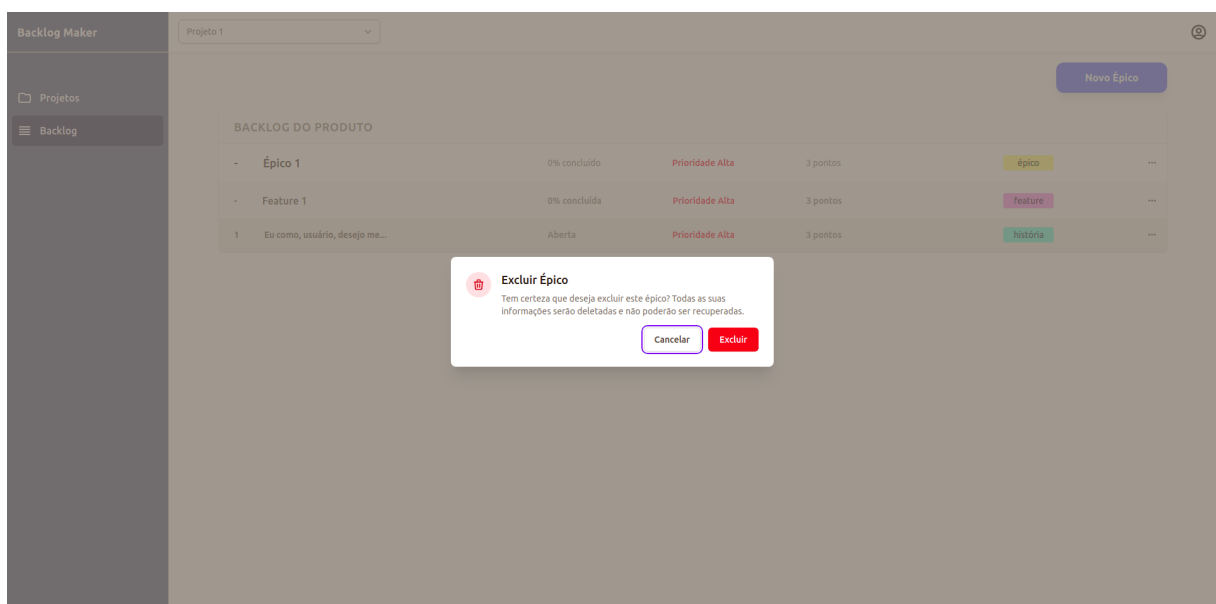 Backlog Maker
Projeto 1
Novo Épico
Projetos
Backlog
BACKLOG DO PRODUTO
- Épico 1 0% concluído Prioridade Alta 3 pontos épico ...
- Feature 1 0% concluída Prioridade Alta 3 pontos feature ...
1 Eu como, usuário, desejo me... Aberta Prioridade Alta 3 pontos história ...
Excluir Épico
Tem certeza que deseja excluir este épico? Todas as suas
informações serão deletadas e não poderão ser recuperadas.
Cancelar Excluir